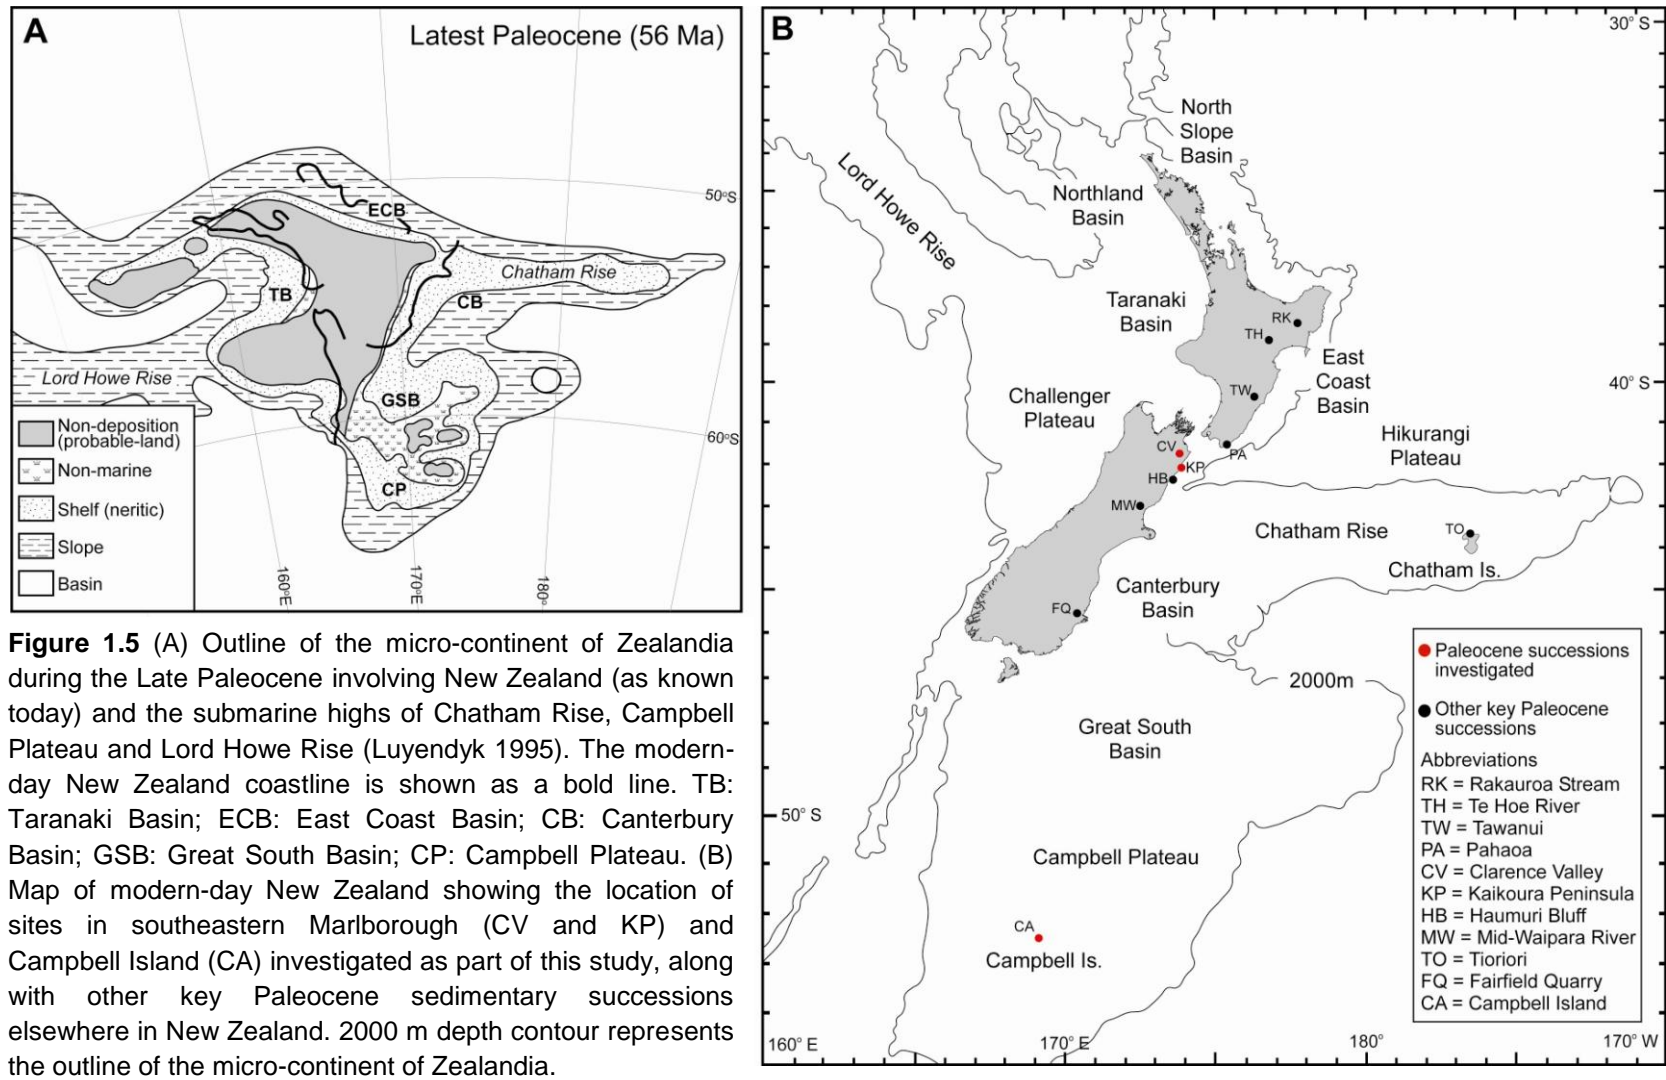 A
Latest Paleocene (56 Ma)
50°S
ECB
Chatham Rise
TB
CB
Lord Howe Rise
GSB
60°S
CP
Non-deposition
(probable-land)
Non-marine
Shelf (neritic)
Slope
Basin
160°E
170°E
180°
Figure 1.5 (A) Outline of the micro-continent of Zealandia
during the Late Paleocene involving New Zealand (as known
today) and the submarine highs of Chatham Rise, Campbell
Plateau and Lord Howe Rise (Luyendyk 1995). The modern-
day New Zealand coastline is shown as a bold line. TB:
Taranaki Basin; ECB: East Coast Basin; CB: Canterbury
Basin; GSB: Great South Basin; CP: Campbell Plateau. (B)
Map of modern-day New Zealand showing the location of
sites in southeastern Marlborough (CV and KP) and
Campbell Island (CA) investigated as part of this study, along
with other key Paleocene sedimentary successions
elsewhere in New Zealand. 2000 m depth contour represents
the outline of the micro-continent of Zealandia.
B
30° S
North
Slope
Basin
Lord Howe Rise
Northland
Basin
Taranaki
Basin
RK
TH
East
Coast
Basin
40° S
TW
Challenger
Plateau
Hikurangi
Plateau
CV
PA
KP
HB
MW
Chatham Rise
TO
Chatham Is.
Canterbury
Basin
FQ
2000m
Great South
Basin
50° S
Campbell Plateau
CA
Campbell Is.
160° E
170° E
180°
170° W
Paleocene successions
investigated
Other key Paleocene
successions
Abbreviations
RK = Rakauroa Stream
TH = Te Hoe River
TW = Tawanui
PA = Pahaoa
CV = Clarence Valley
KP = Kaikoura Peninsula
HB = Haumuri Bluff
MW = Mid-Waipara River
TO = Tioriori
FQ = Fairfield Quarry
CA = Campbell Island